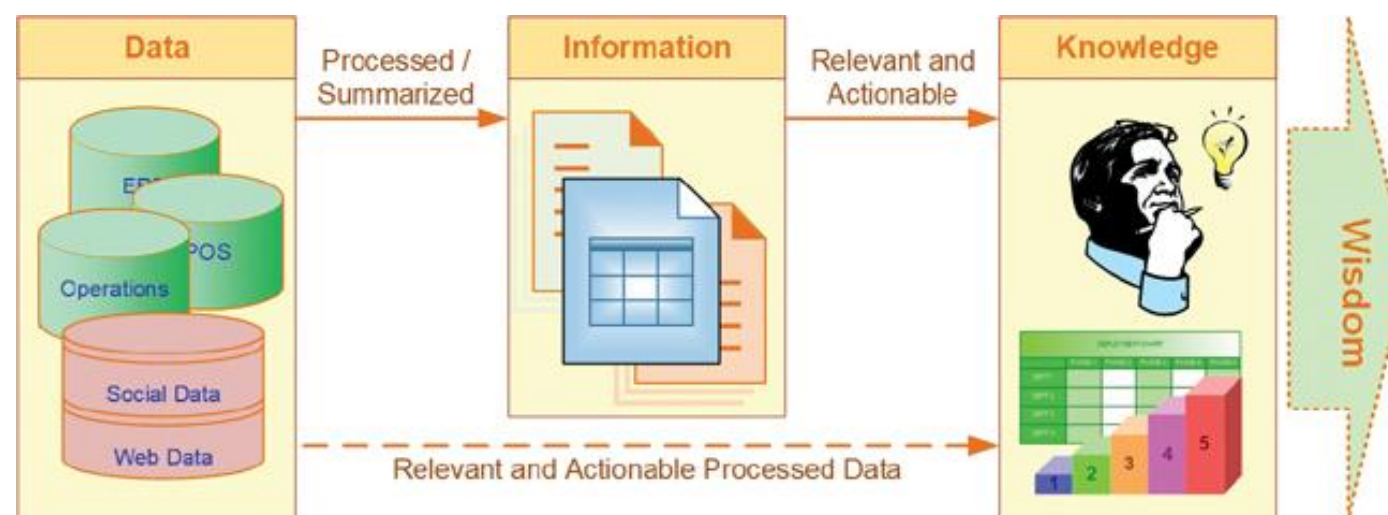 Data
Processed /
Summarized
Information
Relevant and
Actionable
Knowledge
POS
Operations
Social Data
Web Data
Relevant and Actionable Processed Data
1
2
3
4
5
Wisdom